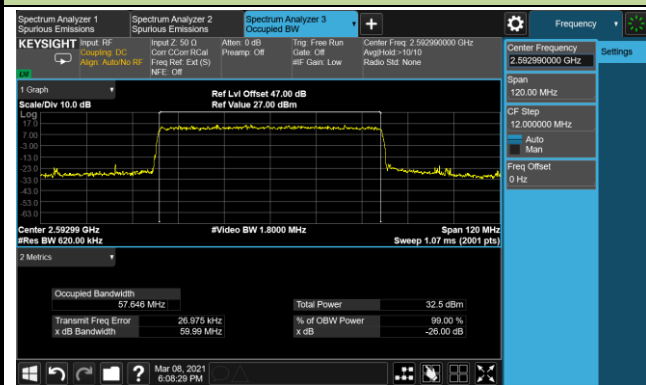 Spectrum Analyzer 1
Spurious Emissions
Spectrum Analyzer 2
Spurious Emissions
Spectrum Analyzer 3
Occupied BW
Frequency
KEYSIGHT
Input: RF
Coupling: DC
Align: Auto/No RF
Input Z: 50 Ω
Corr CCorr RCal
Freq Ref: Ext (S)
NFE: Off
Atten: 0 dB
Preamp: Off
Trig: Free Run
Gate: Off
#IF Gain: Low
Center Freq: 2.592990000 GHz
Avg|Hold:>10/10
Radio Std: None
Center Frequency
2.592990000 GHz
Settings
Span
120.00 MHz
CF Step
12.000000 MHz
Auto
Man
Freq Offset
0 Hz
1 Graph
Scale/Div 10.0 dB
Ref Lvl Offset 47.00 dB
Ref Value 27.00 dBm
Log
17.0
7.00
-3.00
-13.0
-23.0
-33.0
-43.0
-53.0
-63.0
Center 2.59299 GHz
#Res BW 620.00 kHz
#Video BW 1.8000 MHz
Span 120 MHz
Sweep 1.07 ms (2001 pts)
2 Metrics
Occupied Bandwidth
57.646 MHz
Total Power 32.5 dBm
Transmit Freq Error 26.975 kHz
% of OBW Power 99.00 %
x dB Bandwidth 59.99 MHz
x dB -26.00 dB
Mar 08, 2021
6:08:29 PM